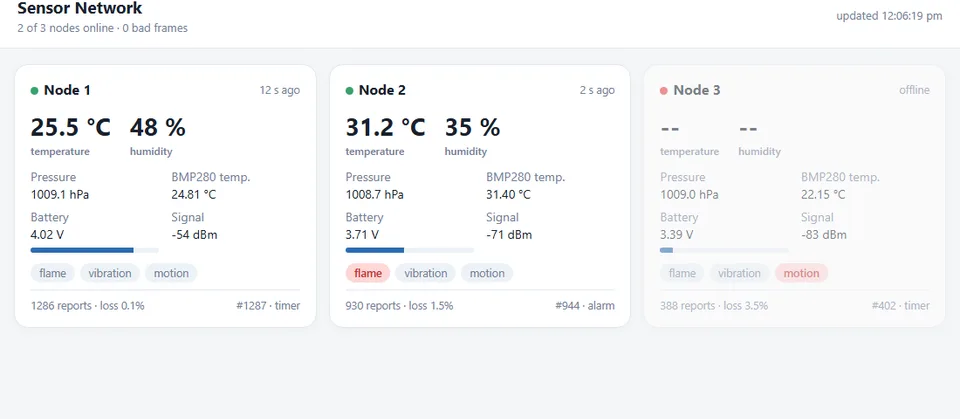 Sensor Network
2 of 3 nodes online · 0 bad frames
updated 12:06:19 pm
Node 1
12 s ago
25.5 °C 48 %
temperature humidity
Pressure BMP280 temp.
1009.1 hPa 24.81 °C
Battery Signal
4.02 V -54 dBm
flame vibration motion
1286 reports · loss 0.1% #1287 · timer
Node 2
2 s ago
31.2 °C 35 %
temperature humidity
Pressure BMP280 temp.
1008.7 hPa 31.40 °C
Battery Signal
3.71 V -71 dBm
flame vibration motion
930 reports · loss 1.5% #944 · alarm
Node 3
offline
-- --
temperature humidity
Pressure BMP280 temp.
1009.0 hPa 22.15 °C
Battery Signal
3.39 V -83 dBm
flame vibration motion
388 reports · loss 3.5% #402 · timer